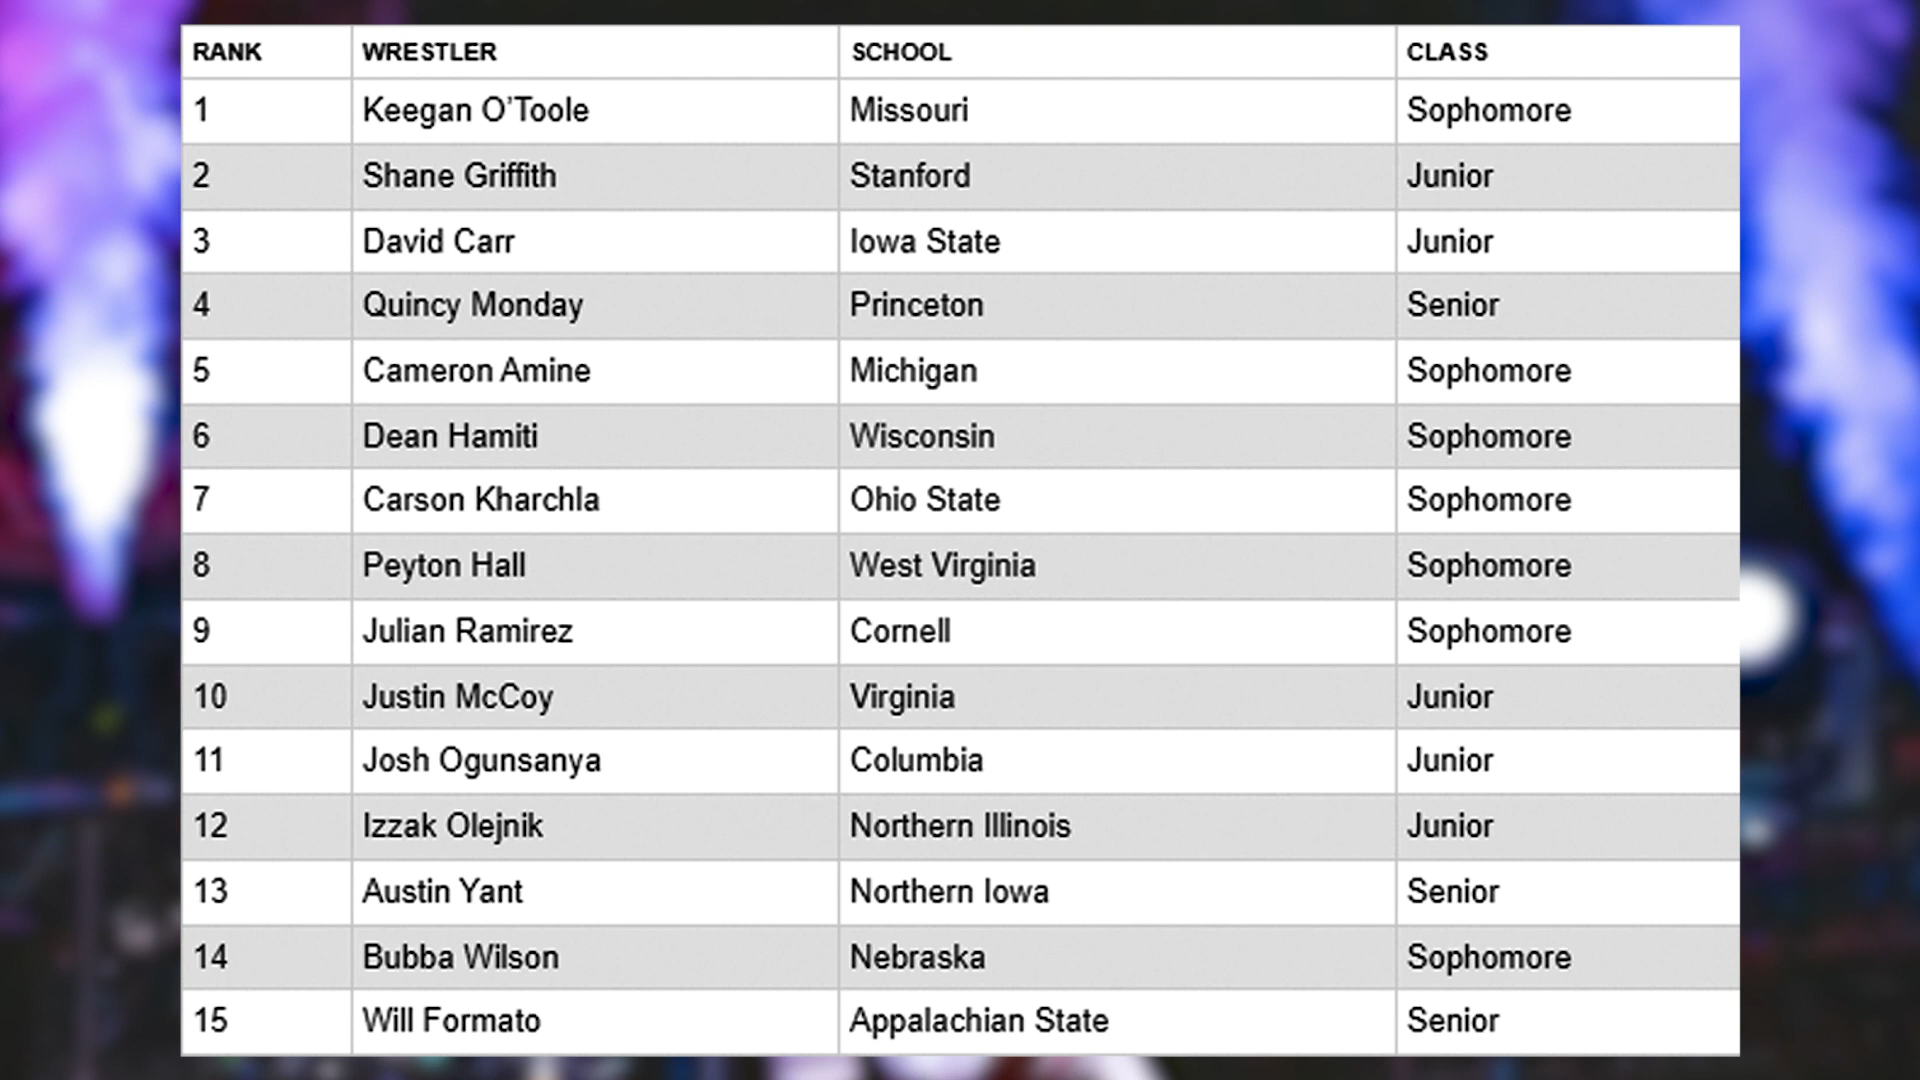 RANK WRESTLER SCHOOL CLASS
1 Keegan O’Toole Missouri Sophomore
2 Shane Griffith Stanford Junior
3 David Carr Iowa State Junior
4 Quincy Monday Princeton Senior
5 Cameron Amine Michigan Sophomore
6 Dean Hamiti Wisconsin Sophomore
7 Carson Kharchla Ohio State Sophomore
8 Peyton Hall West Virginia Sophomore
9 Julian Ramirez Cornell Sophomore
10 Justin McCoy Virginia Junior
11 Josh Ogunsanya Columbia Junior
12 Izzak Olejnik Northern Illinois Junior
13 Austin Yant Northern Iowa Senior
14 Bubba Wilson Nebraska Sophomore
15 Will Formato Appalachian State Senior